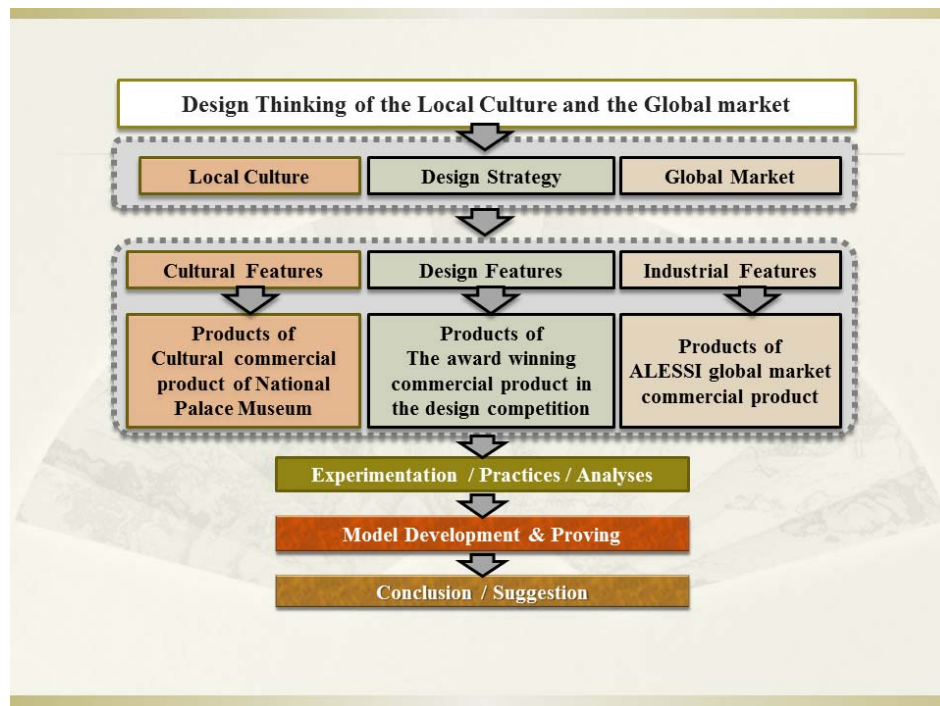 Design Thinking of the Local Culture and the Global market
Local Culture
Design Strategy
Global Market
Cultural Features
Design Features
Industrial Features
Products of
Cultural commercial
product of National
Palace Museum
Products of
The award winning
commercial product in
the design competition
Products of
ALESSI global market
commercial product
Experimentation / Practices / Analyses
Model Development & Proving
Conclusion / Suggestion